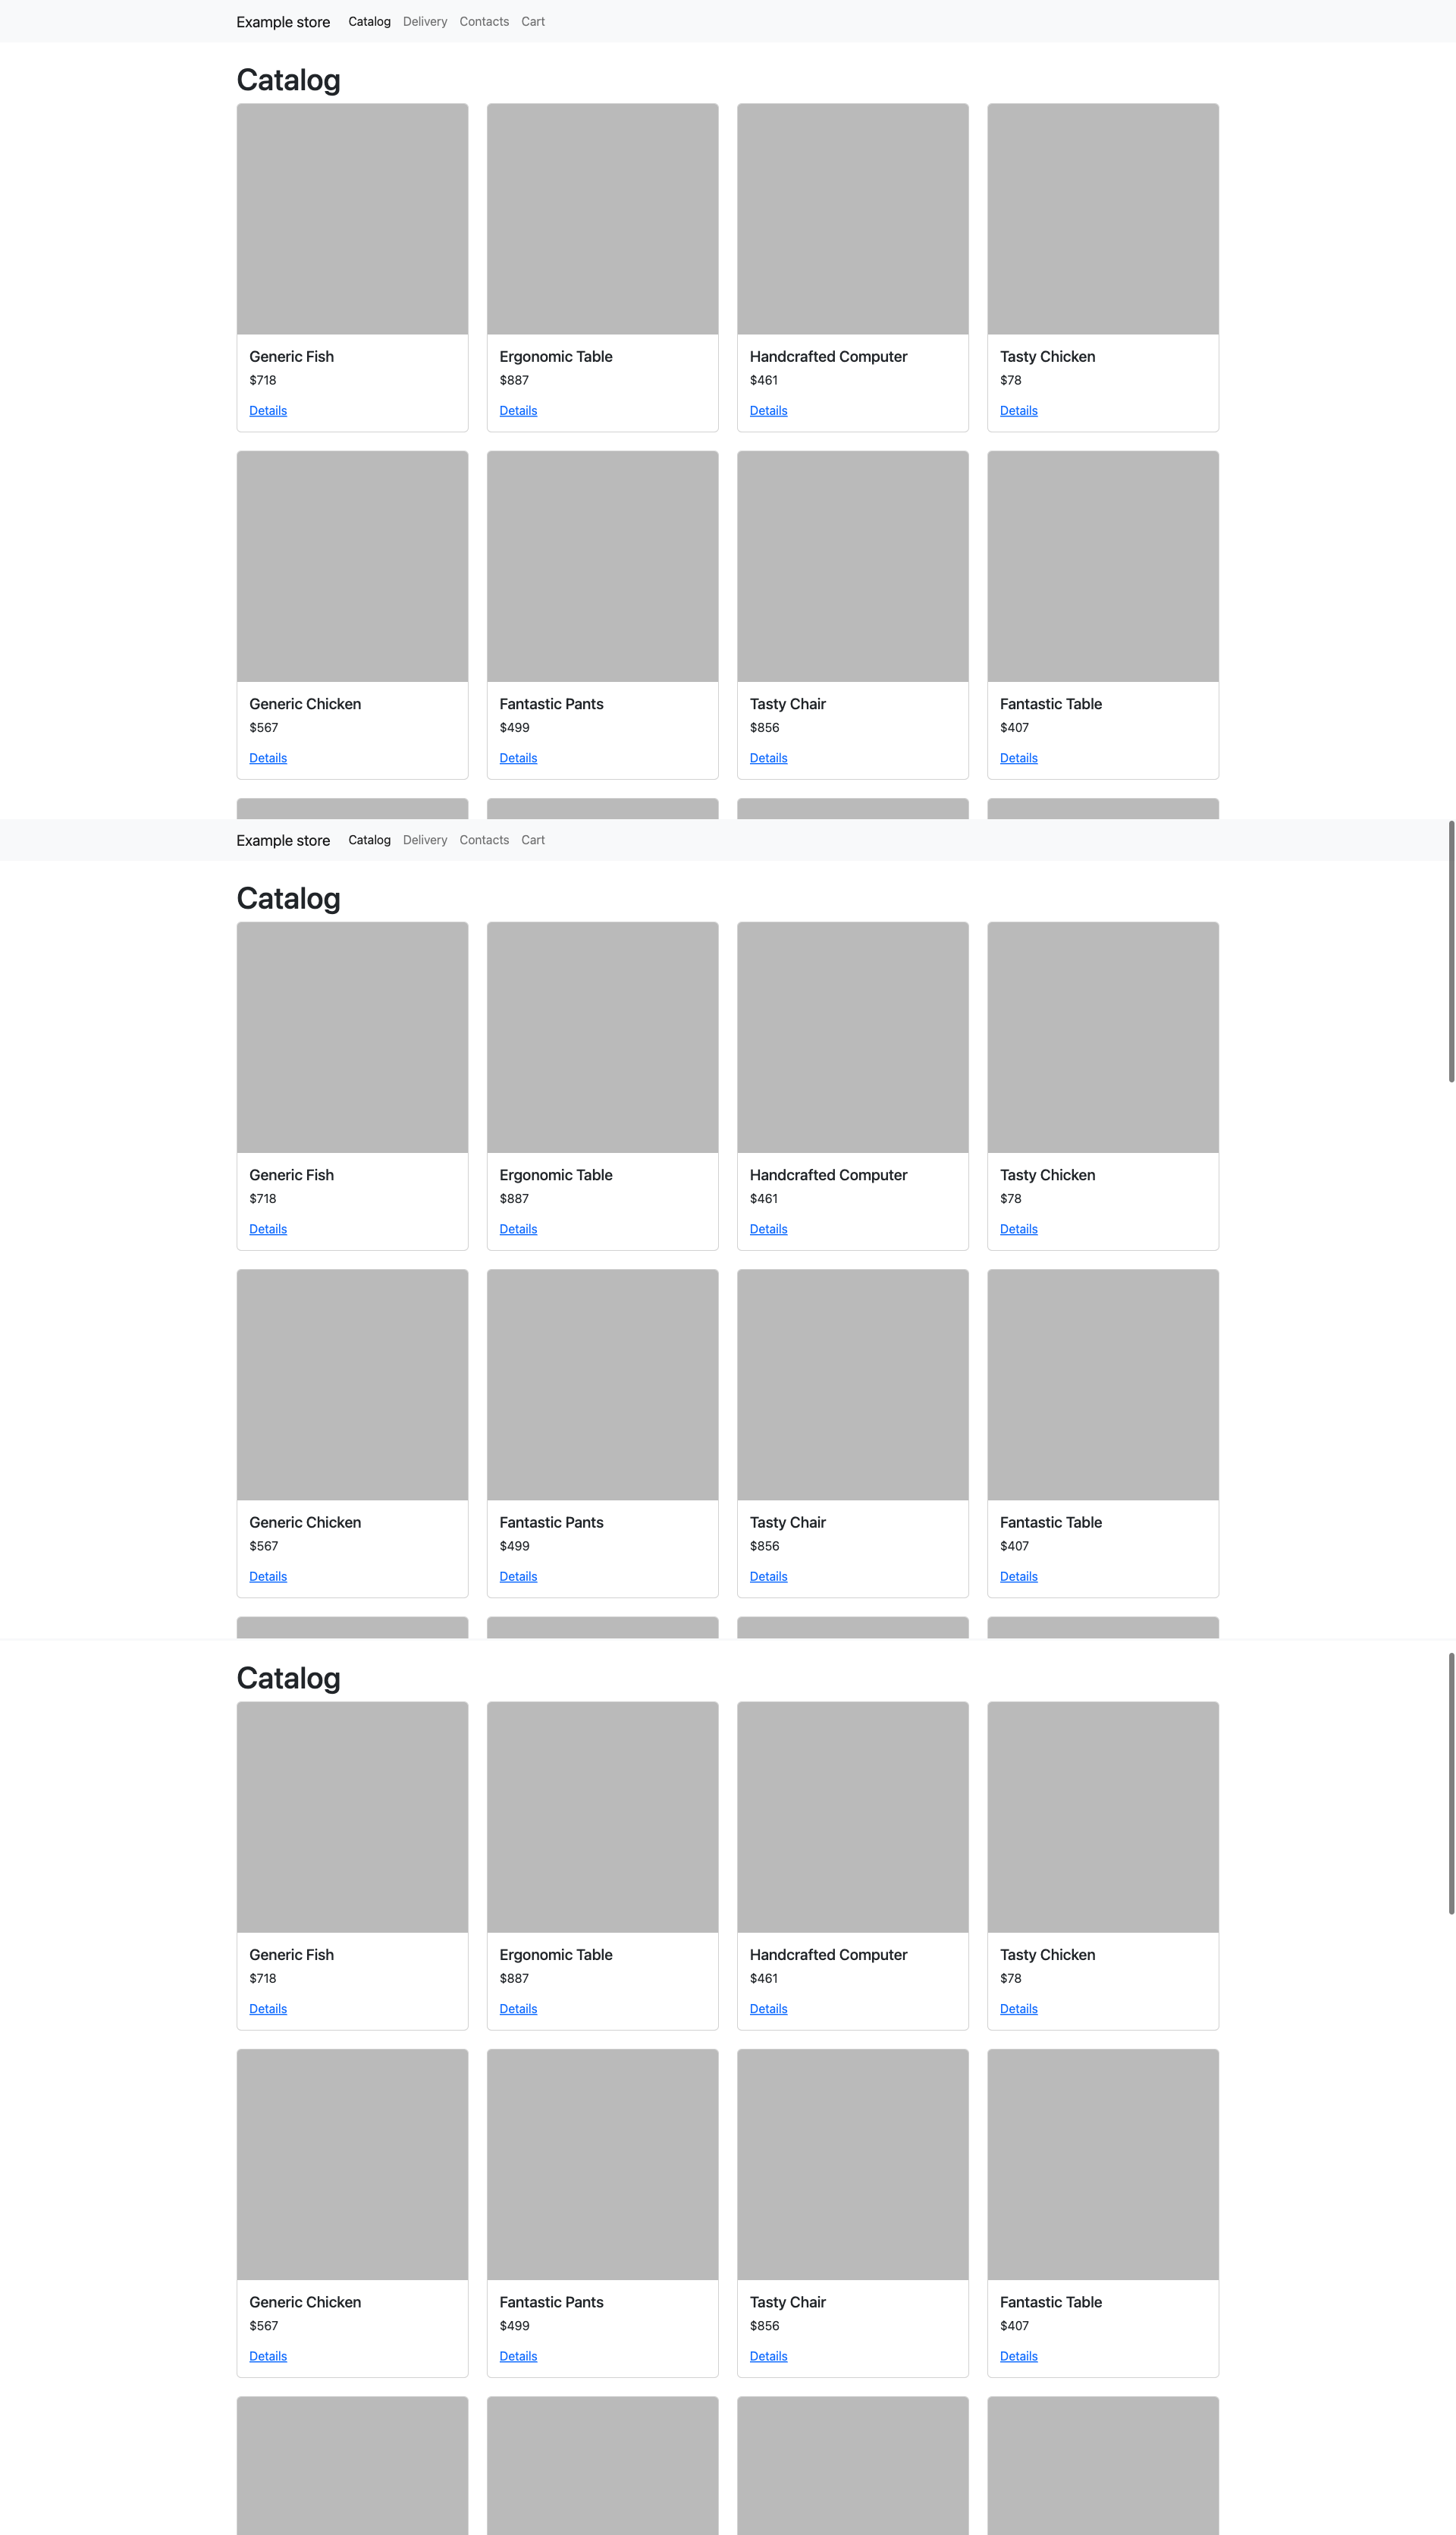 Example store Catalog Delivery Contacts Cart
Catalog
Generic Fish Ergonomic Table Handcrafted Computer Tasty Chicken
$718 $887 $461 $78
Details Details Details Details
Generic Chicken Fantastic Pants Tasty Chair Fantastic Table
$567 $499 $856 $407
Details Details Details Details
Example store Catalog Delivery Contacts Cart
Catalog
Generic Fish Ergonomic Table Handcrafted Computer Tasty Chicken
$718 $887 $461 $78
Details Details Details Details
Generic Chicken Fantastic Pants Tasty Chair Fantastic Table
$567 $499 $856 $407
Details Details Details Details
Catalog
Generic Fish Ergonomic Table Handcrafted Computer Tasty Chicken
$718 $887 $461 $78
Details Details Details Details
Generic Chicken Fantastic Pants Tasty Chair Fantastic Table
$567 $499 $856 $407
Details Details Details Details